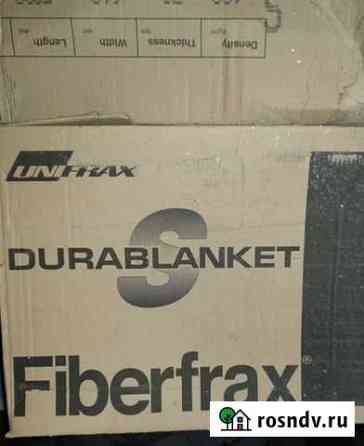 Density Thickness Width Length
UNIFRAX
S
DURABLANKET
Fiberfrax®
rosndv.ru